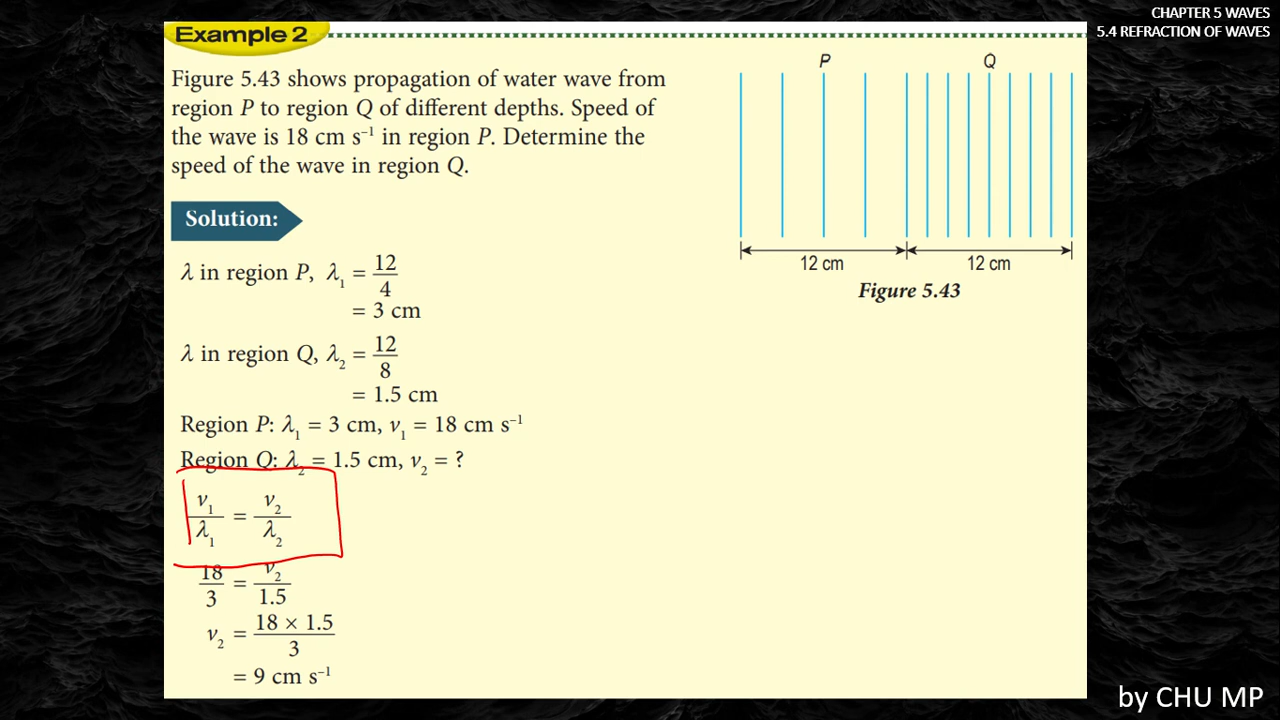 CHAPTER 5 WAVES
5.4 REFRACTION OF WAVES
Example 2
Figure 5.43 shows propagation of water wave from
region P to region Q of different depths. Speed of
the wave is 18 cm s⁻¹ in region P. Determine the
speed of the wave in region Q.
P Q
12 cm 12 cm
Figure 5.43
Solution:
λ in region P, λ₁ = 12/4
= 3 cm
λ in region Q, λ₂ = 12/8
= 1.5 cm
Region P: λ₁ = 3 cm, v₁ = 18 cm s⁻¹
Region Q: λ₂ = 1.5 cm, v₂ = ?
v₁/λ₁ = v₂/λ₂
18/3 = v₂/1.5
v₂ = 18 × 1.5/3
= 9 cm s⁻¹
by CHU MP